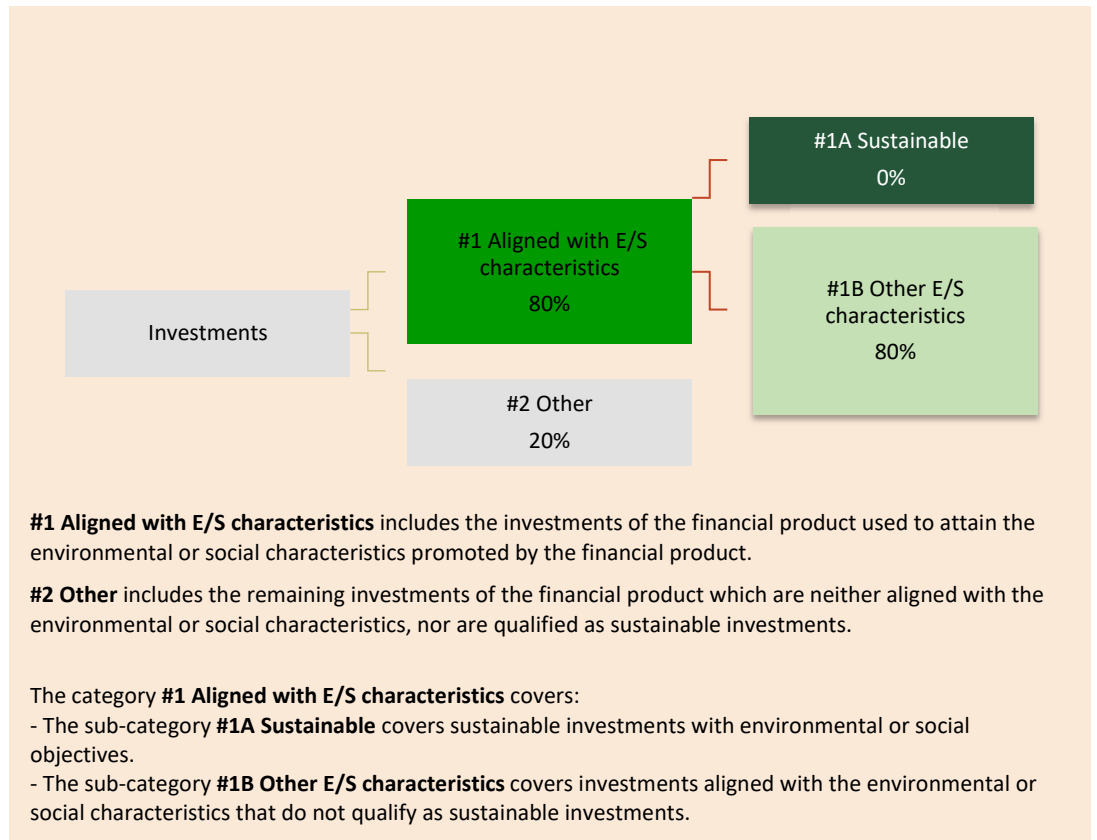 #1A Sustainable
0%
#1 Aligned with E/S
characteristics
80%
#1B Other E/S
characteristics
80%
Investments
#2 Other
20%
#1 Aligned with E/S characteristics includes the investments of the financial product used to attain the
environmental or social characteristics promoted by the financial product.
#2 Other includes the remaining investments of the financial product which are neither aligned with the
environmental or social characteristics, nor are qualified as sustainable investments.
The category #1 Aligned with E/S characteristics covers:
- The sub-category #1A Sustainable covers sustainable investments with environmental or social
objectives.
- The sub-category #1B Other E/S characteristics covers investments aligned with the environmental or
social characteristics that do not qualify as sustainable investments.